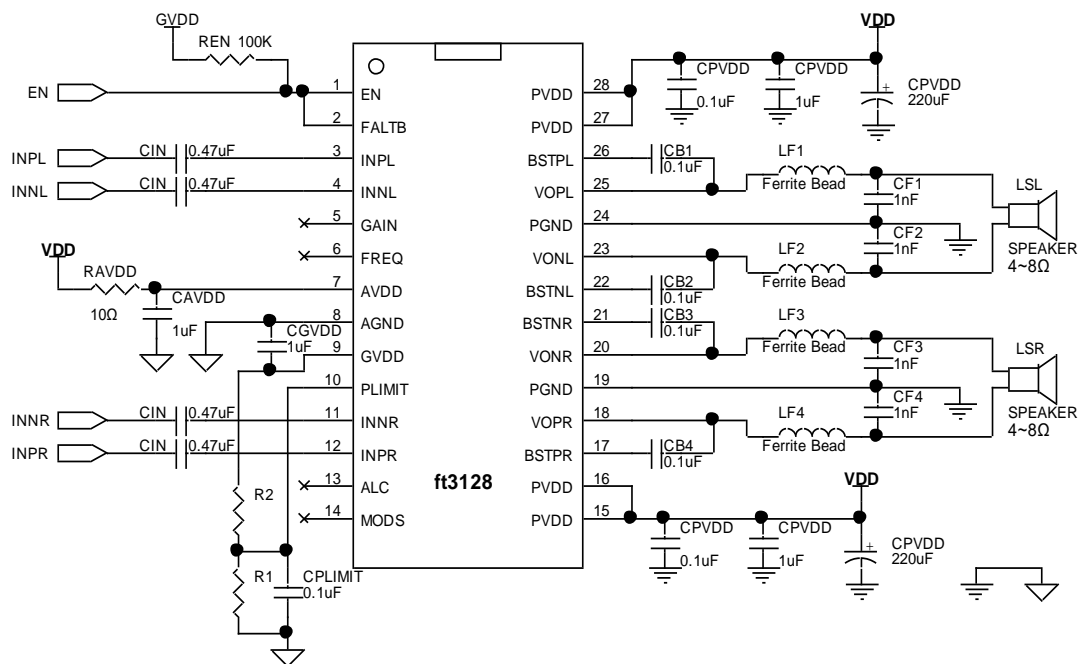 GVDD
REN 100K
EN
INPL
CIN
0.47uF
INNL
CIN
0.47uF
VDD
RAVDD
10Ω
CAVDD
1uF
CGVDD
1uF
INNR
CIN
0.47uF
INPR
CIN
0.47uF
R2
R1
CPLIMIT
0.1uF
1 EN
2 FALTB
3 INPL
4 INNL
5 GAIN
6 FREQ
7 AVDD
8 AGND
9 GVDD
10 PLIMIT
11 INNR
12 INPR
13 ALC
14 MODS
ft3128
PVDD 28
PVDD 27
BSTPL 26
VOPL 25
PGND 24
VONL 23
BSTNL 22
BSTNR 21
VONR 20
PGND 19
VOPR 18
BSTPR 17
PVDD 16
PVDD 15
VDD
CPVDD
0.1uF
CPVDD
1uF
+
CPVDD
220uF
CB1
0.1uF
LF1
Ferrite Bead
CF1
1nF
CF2
1nF
LSL
SPEAKER
4~8Ω
LF2
Ferrite Bead
CB2
0.1uF
CB3
0.1uF
LF3
Ferrite Bead
CF3
1nF
CF4
1nF
LSR
SPEAKER
4~8Ω
LF4
Ferrite Bead
CB4
0.1uF
VDD
CPVDD
0.1uF
CPVDD
1uF
+
CPVDD
220uF